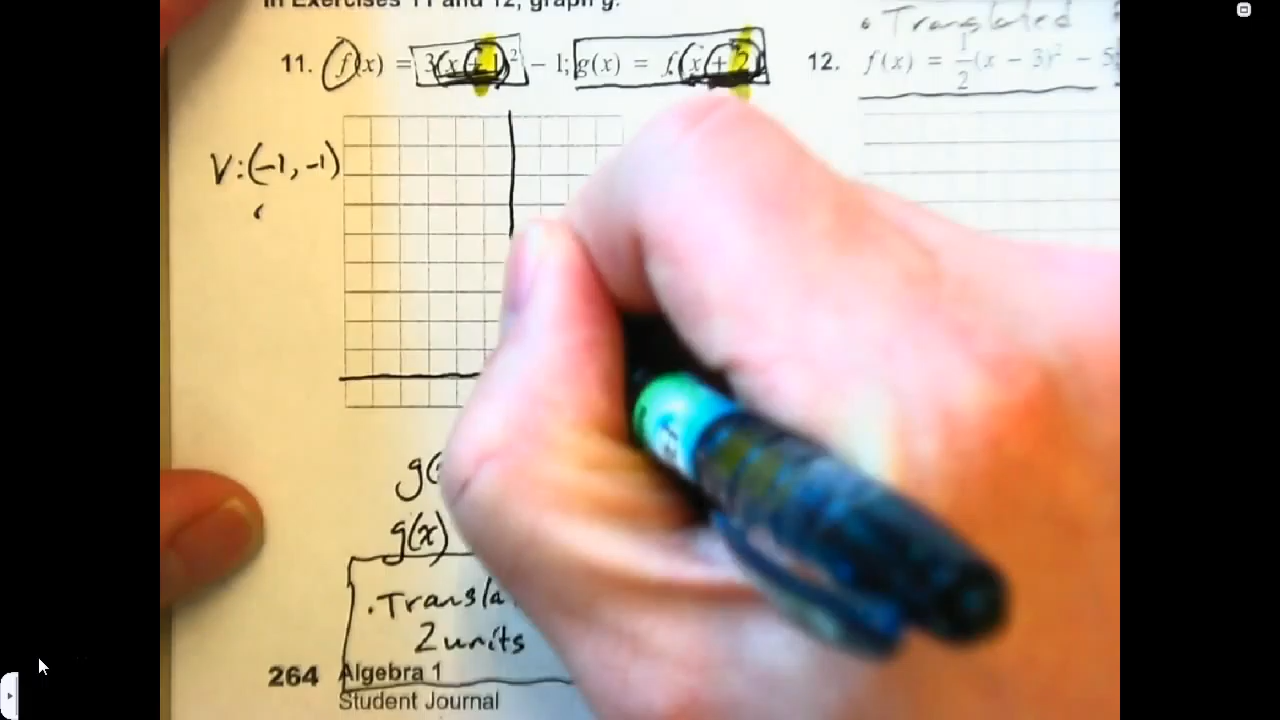 In Exercises 11 and 12, graph g.
• Translated
11. f(x) = 3(x + 1)² − 1; g(x) = f(x + 2)
12. f(x) = 1/2(x − 3)² − 5
V: (-1, -1)
g(
g(x)
• Transla
2 units
264 Algebra 1
Student Journal